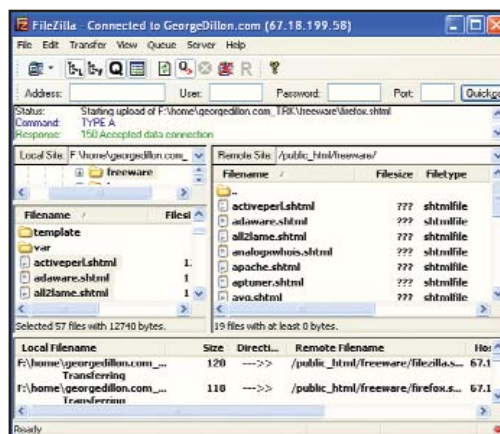 FileZilla - Connected to GeorgeDillon.com (67.18.199.58)
File Edit Transfer View Queue Server Help
Address: User: Password: Port: Quickco
Status: Starting upload of F:\home\georgedillon.com_TRK\freeware\firefox.shtml
Command: TYPE A
Response: 150 Accepted data connection
Local Site: F:\home\georgedillon.com_
Remote Site: /public_html/freeware/
freeware
Filename / Filesize Filetype
..
activeperl.shtml ??? shtmlfile
adaware.shtml ??? shtmlfile
all2lame.shtml ??? shtmlfile
analogxwhois.shtml ??? shtmlfile
apache.shtml ??? shtmlfile
aptuner.shtml ??? shtmlfile
avg.shtml ??? shtmlfile
Filename / Filesi
template
var
activeperl.shtml 1
adaware.shtml 1
all2lame.shtml 1
Selected 57 files with 12740 bytes.
19 files with at least 0 bytes.
Local Filename Size Directi... Remote Filename Hos
F:\home\georgedillon.com_... 120 --->> /public_html/freeware/filezilla.s... 67.1
Transferring
F:\home\georgedillon.com_... 118 --->> /public_html/freeware/firefox.s... 67.1
Transferring
Ready